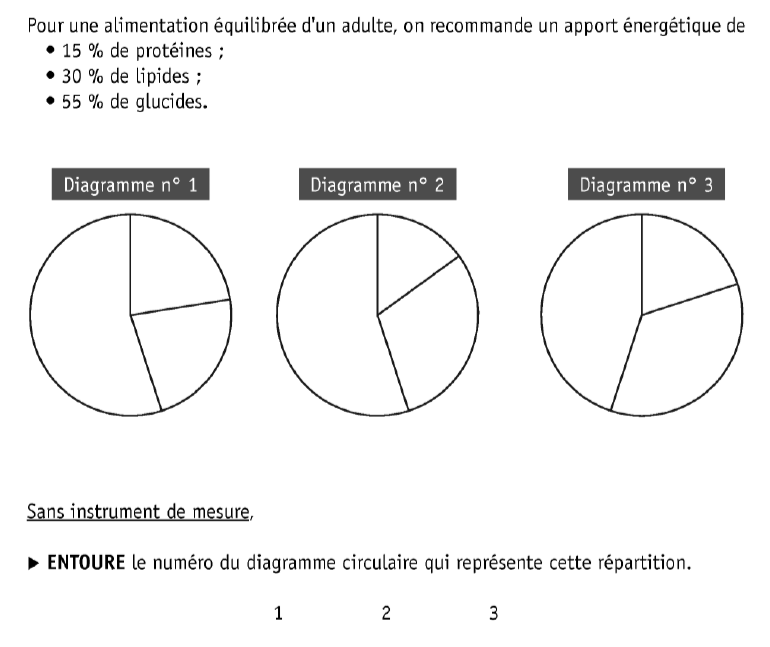 Pour une alimentation équilibrée d'un adulte, on recommande un apport énergétique de
• 15 % de protéines ;
• 30 % de lipides ;
• 55 % de glucides.
Diagramme n° 1
Diagramme n° 2
Diagramme n° 3
Sans instrument de mesure,
► ENTOURE le numéro du diagramme circulaire qui représente cette répartition.
1 2 3